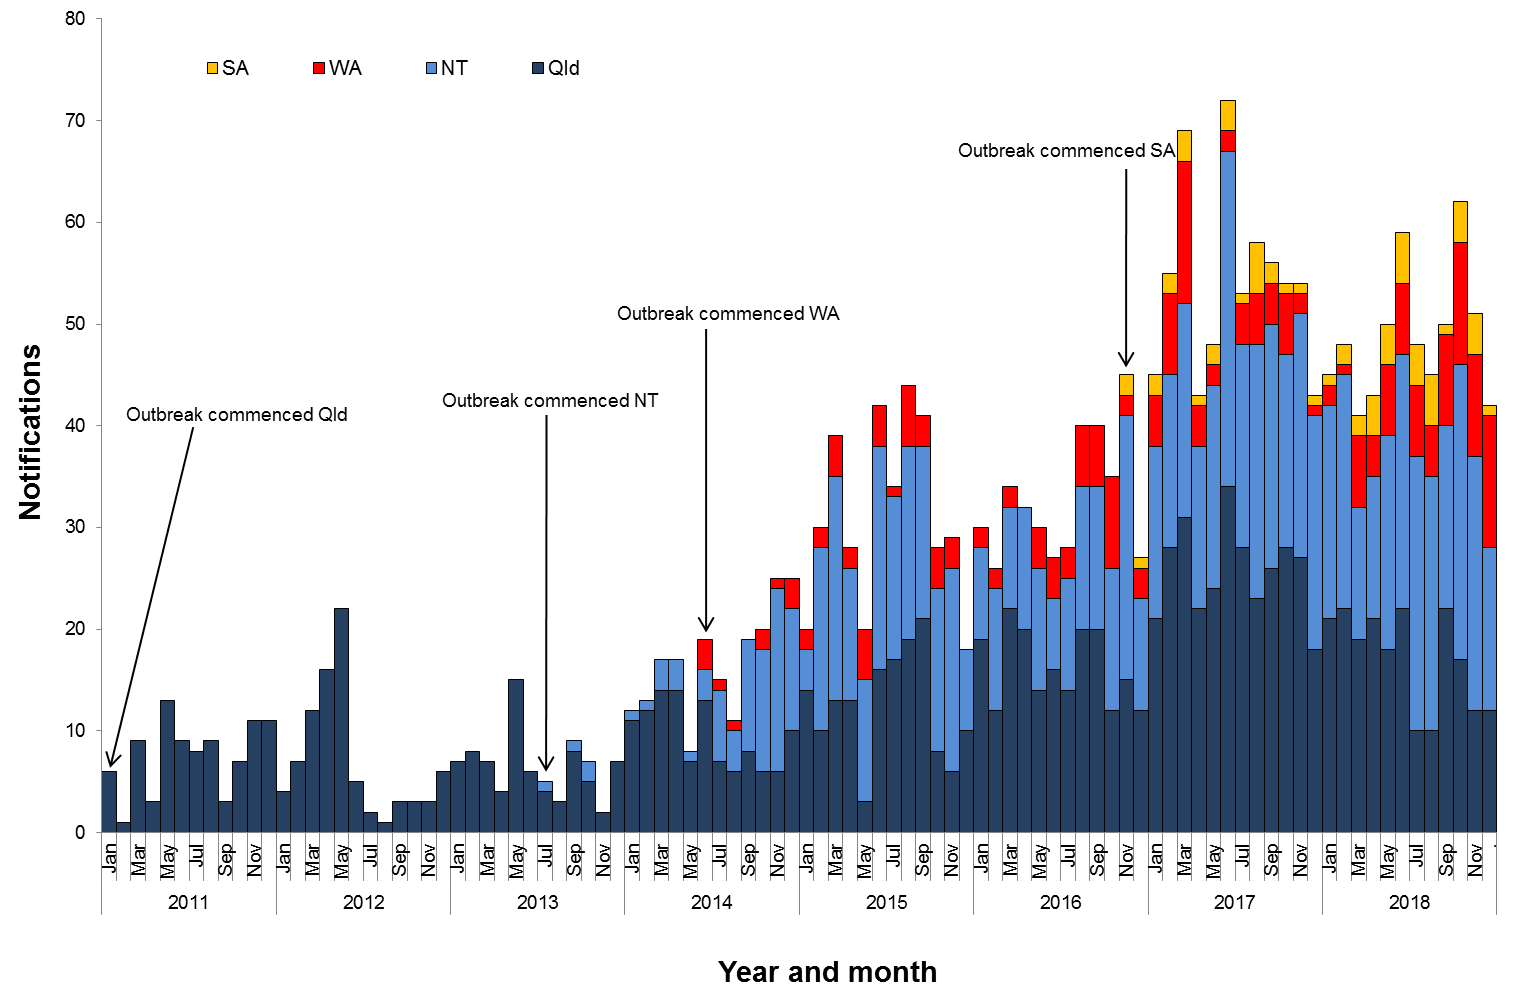 80
SA WA NT Qld
70
Outbreak commenced SA
60
Outbreak commenced WA
50
Notifications
Outbreak commenced NT
40
Outbreak commenced Qld
30
20
10
0
Jan Mar May Jul Sep Nov Jan Mar May Jul Sep Nov Jan Mar May Jul Sep Nov Jan Mar May Jul Sep Nov Jan Mar May Jul Sep Nov Jan Mar May Jul Sep Nov Jan Mar May Jul Sep Nov Jan Mar May Jul Sep Nov
2011 2012 2013 2014 2015 2016 2017 2018
Year and month